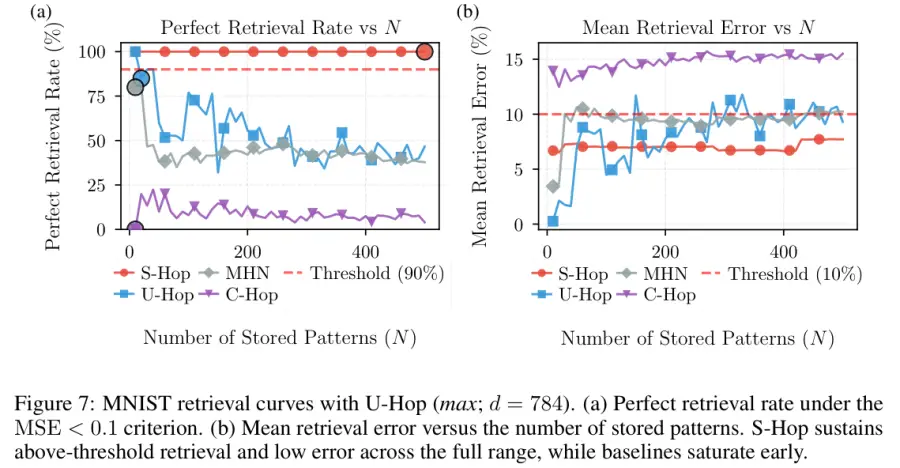 (a)
Perfect Retrieval Rate vs N
Perfect Retrieval Rate (%)
100
75
50
25
0
0
200
400
S-Hop
MHN
Threshold (90%)
U-Hop
C-Hop
Number of Stored Patterns (N)
(b)
Mean Retrieval Error vs N
Mean Retrieval Error (%)
15
10
5
0
0
200
400
S-Hop
MHN
Threshold (10%)
U-Hop
C-Hop
Number of Stored Patterns (N)
Figure 7: MNIST retrieval curves with U-Hop (max; d = 784). (a) Perfect retrieval rate under the
MSE < 0.1 criterion. (b) Mean retrieval error versus the number of stored patterns. S-Hop sustains
above-threshold retrieval and low error across the full range, while baselines saturate early.